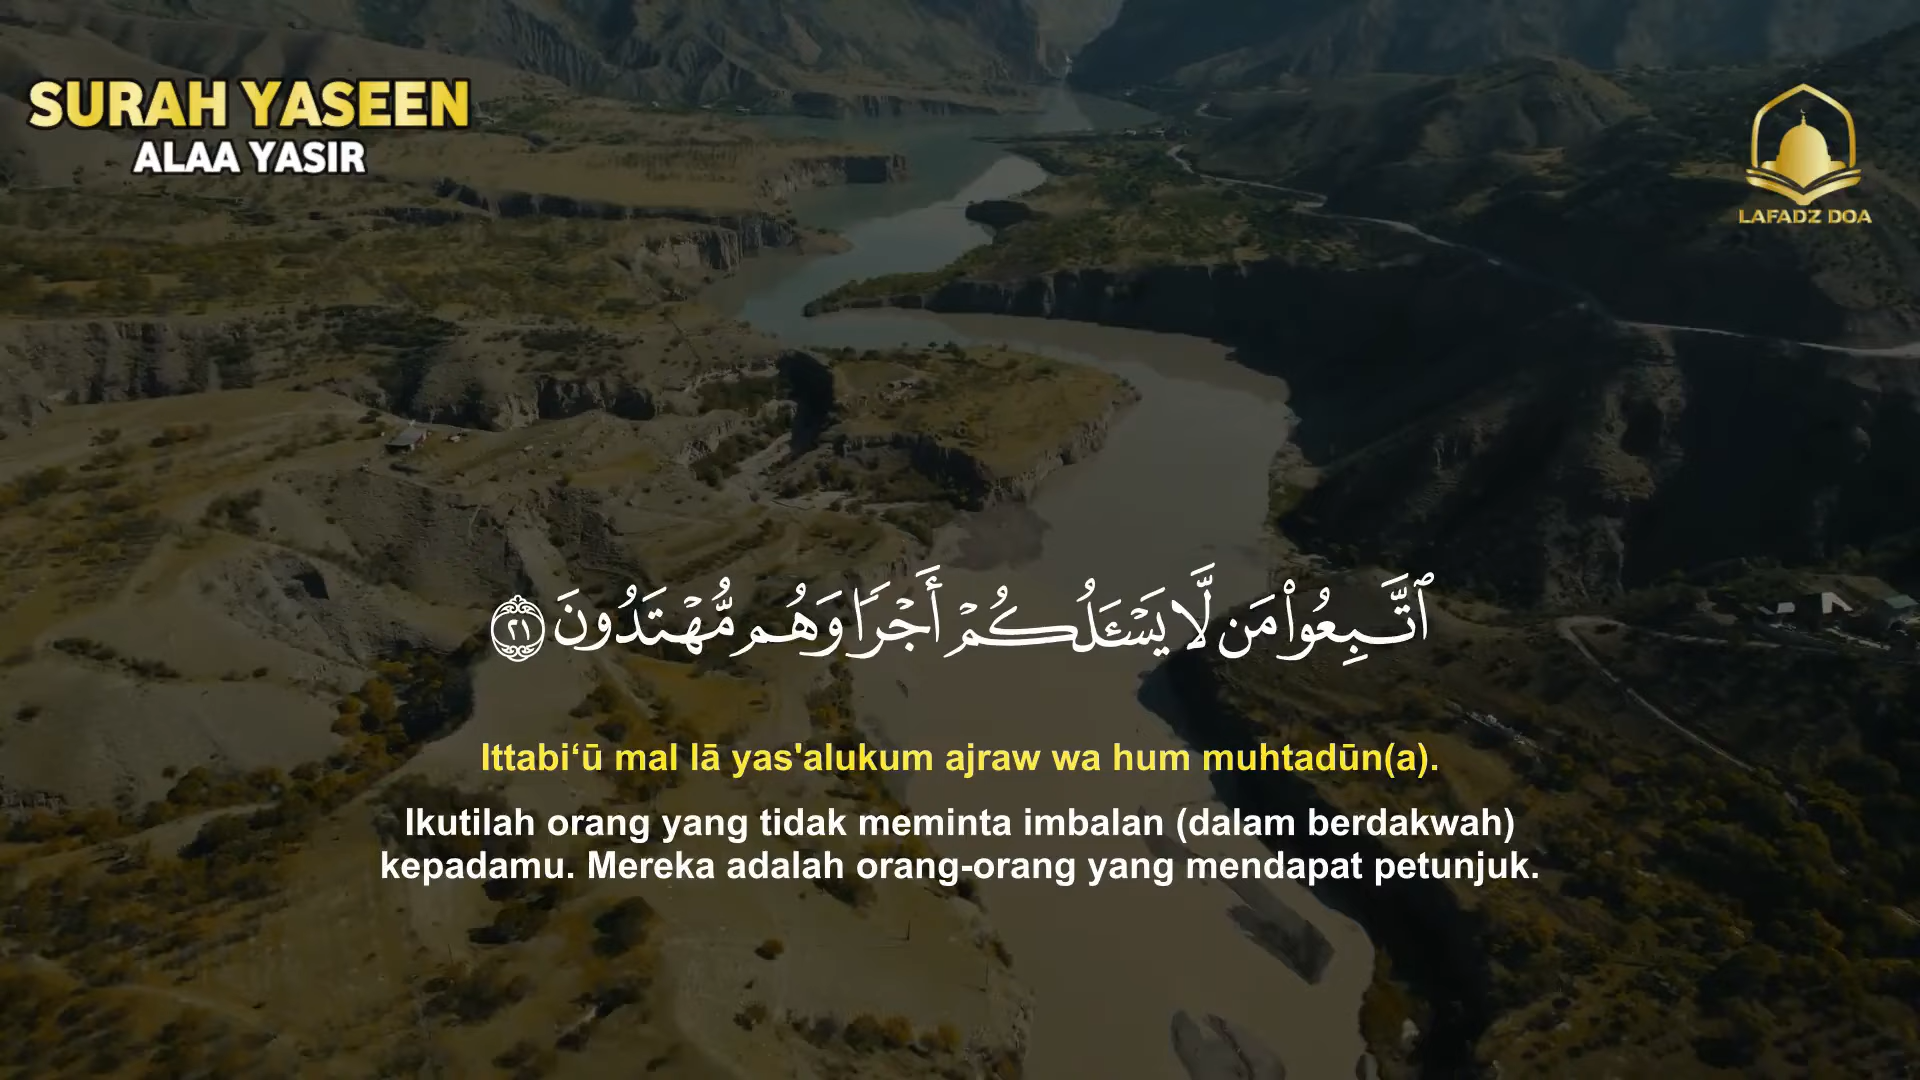 SURAH YASEEN
ALAA YASIR
LAFADZ DOA
ٱتَّبِعُوا۟ مَن لَّا يَسْـَٔلُكُمْ أَجْرًا وَهُم مُّهْتَدُونَ ٢١
Ittabi‘ū mal lā yas'alukum ajraw wa hum muhtadūn(a).
Ikutilah orang yang tidak meminta imbalan (dalam berdakwah)
kepadamu. Mereka adalah orang-orang yang mendapat petunjuk.